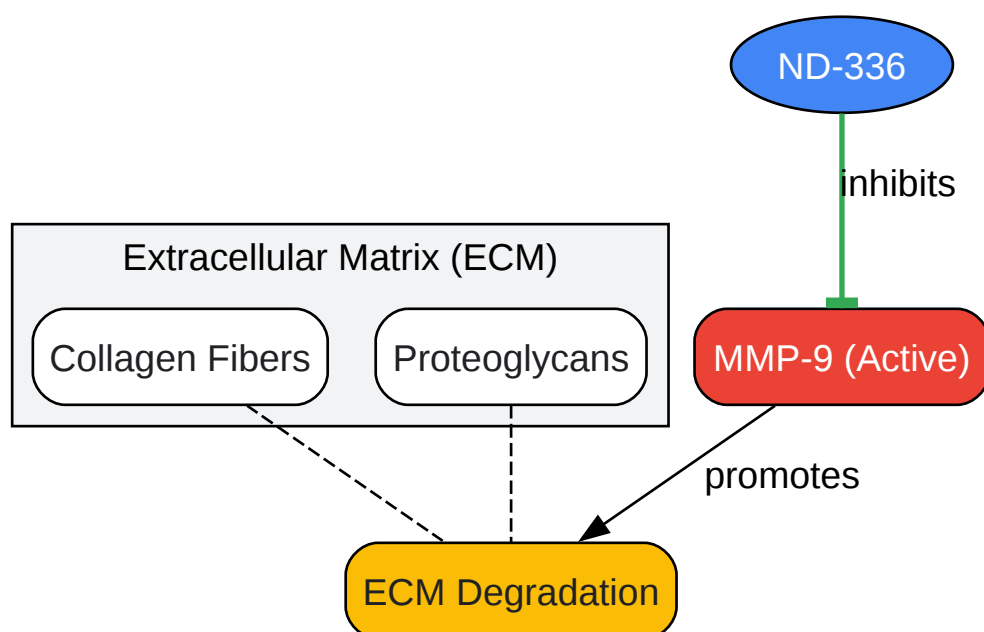 ND-336
inhibits
Extracellular Matrix (ECM)
Collagen Fibers
Proteoglycans
MMP-9 (Active)
promotes
ECM Degradation